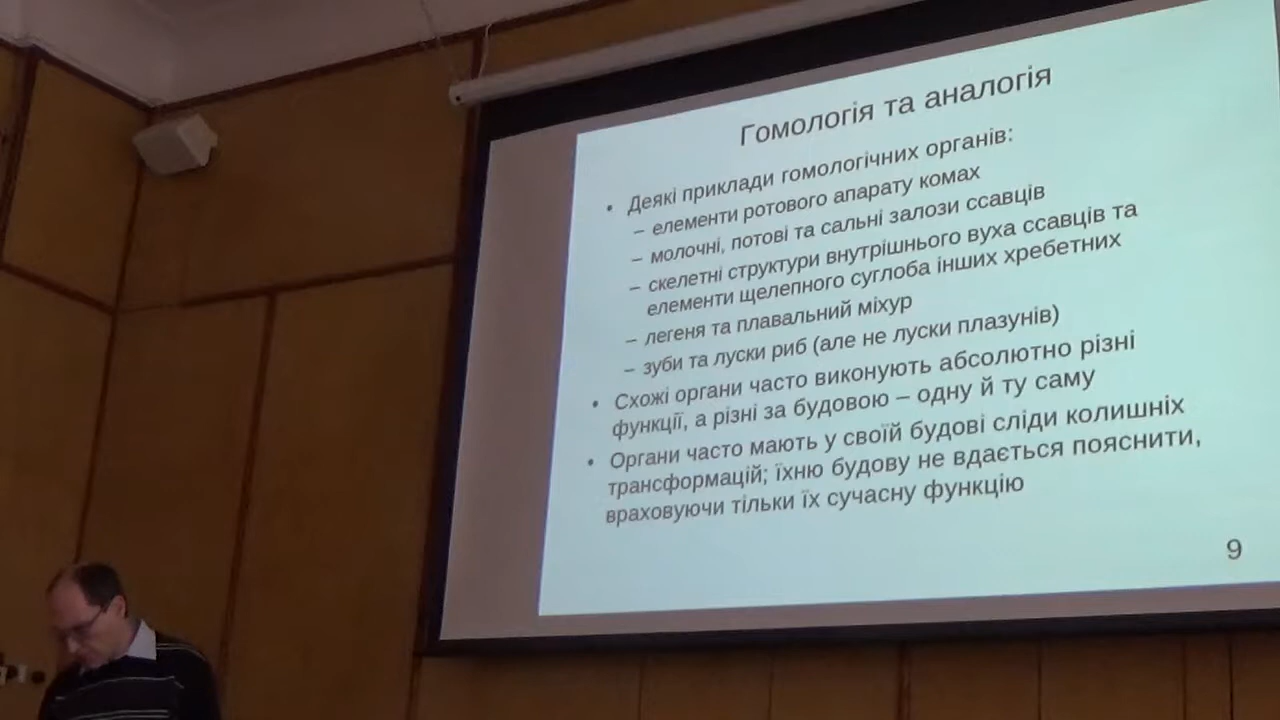 Гомологія та аналогія
• Деякі приклади гомологічних органів:
– елементи ротового апарату комах
– молочні, потові та сальні залози ссавців
– скелетні структури внутрішнього вуха ссавців та
елементи щелепного суглоба інших хребетних
– легеня та плавальний міхур
– зуби та луски риб (але не луски плазунів)
• Схожі органи часто виконують абсолютно різні
функції, а різні за будовою – одну й ту саму
• Органи часто мають у своїй будові сліди колишніх
трансформацій; їхню будову не вдається пояснити,
враховуючи тільки їх сучасну функцію
9